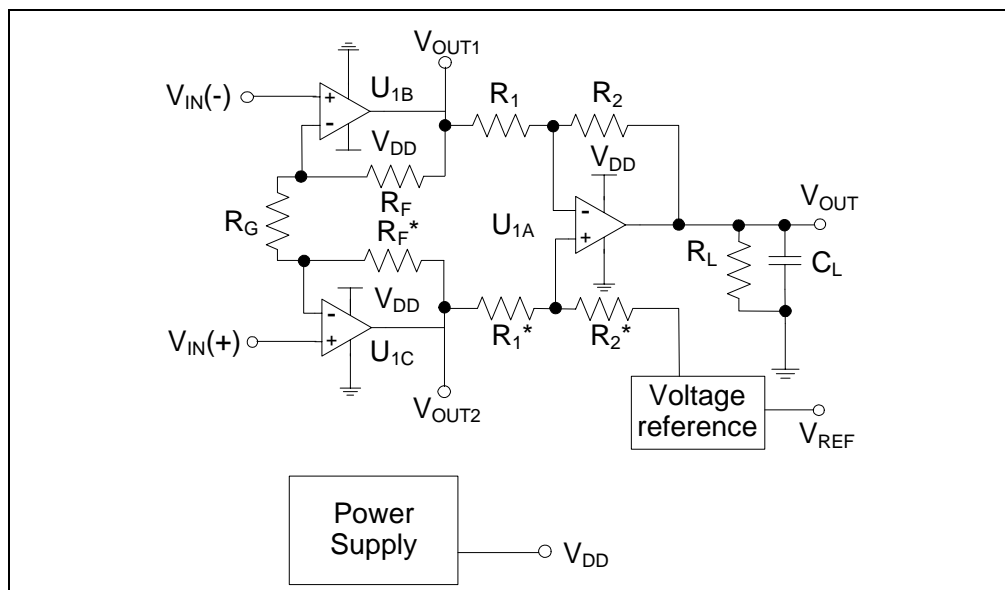 V_OUT1
V_IN(-)
+
-
U_1B
V_DD
R_1
R_2
R_F
R_G
R_F*
V_DD
-
+
U_1A
V_OUT
R_L
C_L
V_DD
-
+
V_IN(+)
U_1C
R_1*
R_2*
V_OUT2
Voltage
reference
V_REF
Power
Supply
V_DD